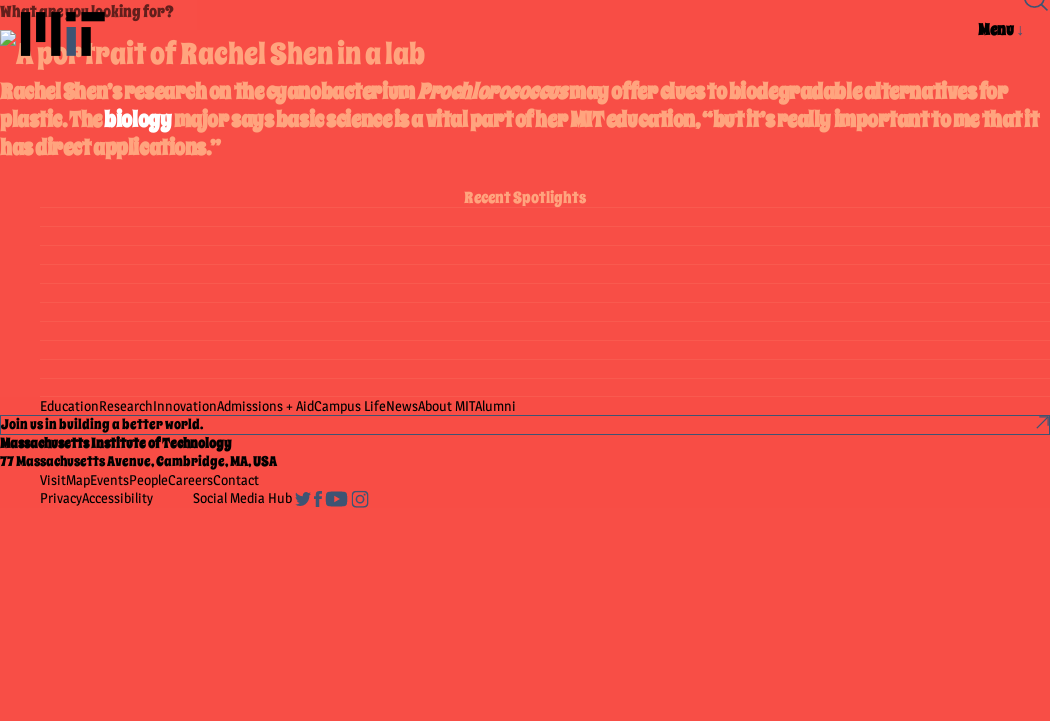 What are you looking for?
MIT
Menu ↓
A portrait of Rachel Shen in a lab
Rachel Shen's research on the cyanobacterium Prochlorococcus may offer clues to biodegradable alternatives for
plastic. The biology major says basic science is a vital part of her MIT education, “but it’s really important to me that it
has direct applications.”
Recent Spotlights
EducationResearchInnovationAdmissions + AidCampus LifeNewsAbout MITAlumni
Join us in building a better world.
Massachusetts Institute of Technology
77 Massachusetts Avenue, Cambridge, MA, USA
VisitMapEventsPeopleCareersContact
PrivacyAccessibility Social Media Hub